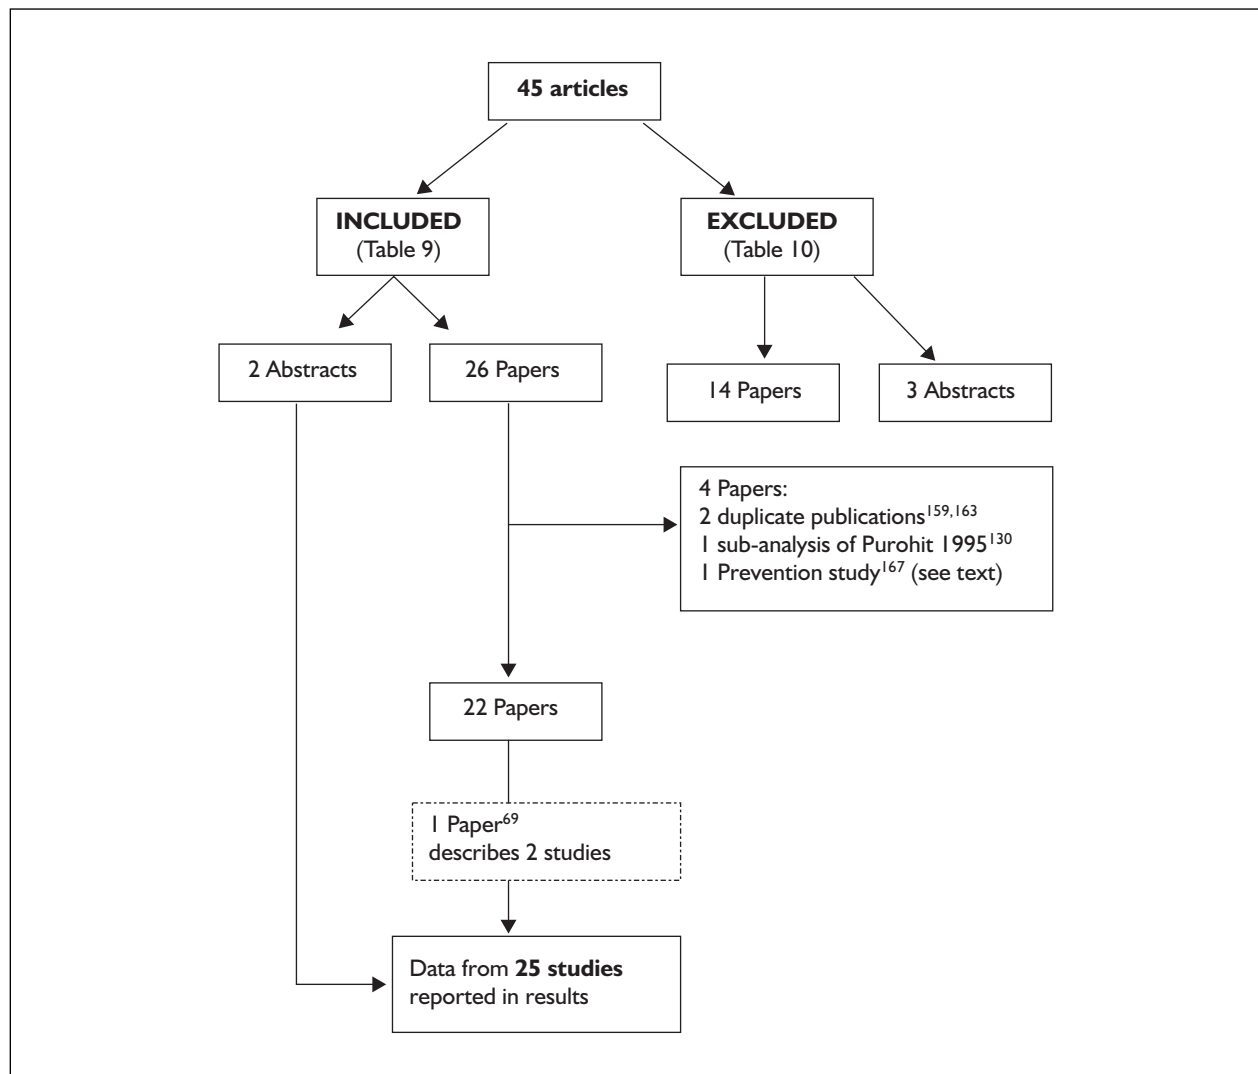 45 articles
INCLUDED
(Table 9)
EXCLUDED
(Table 10)
2 Abstracts
26 Papers
14 Papers
3 Abstracts
4 Papers:
2 duplicate publications159,163
1 sub-analysis of Purohit 1995130
1 Prevention study167 (see text)
22 Papers
1 Paper69
describes 2 studies
Data from 25 studies
reported in results